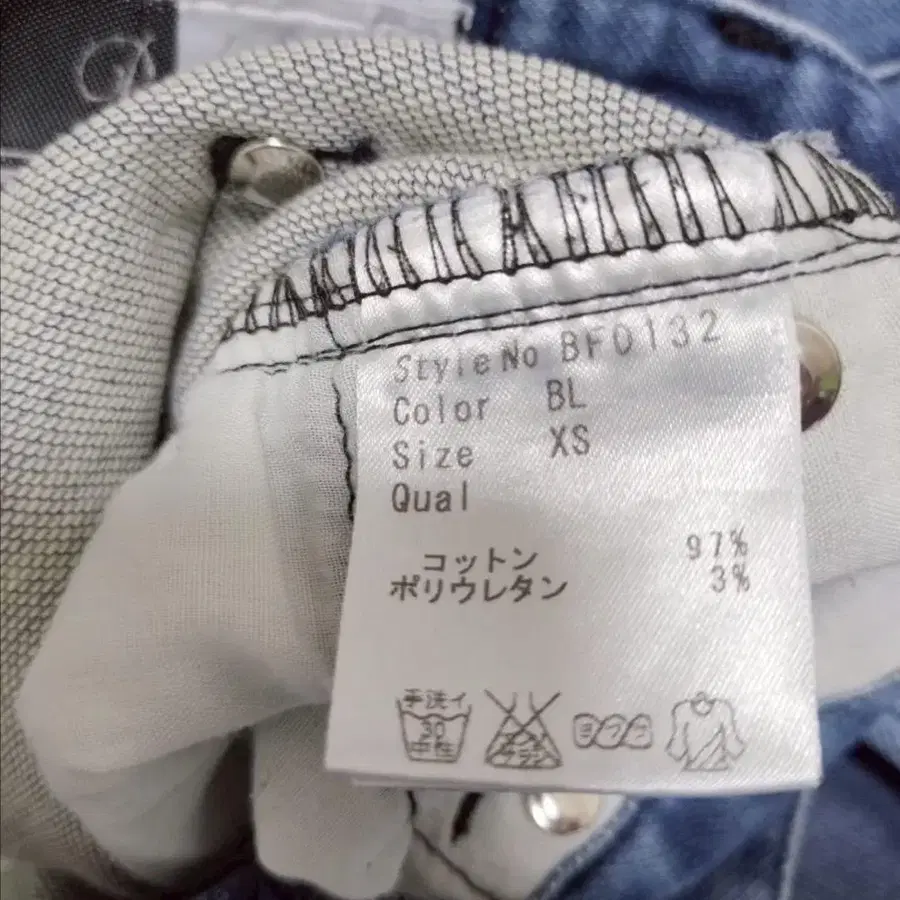 Style No BF0132
Color BL
Size XS
Qual
コットン 97%
ポリウレタン 3%
手洗イ
30
中性